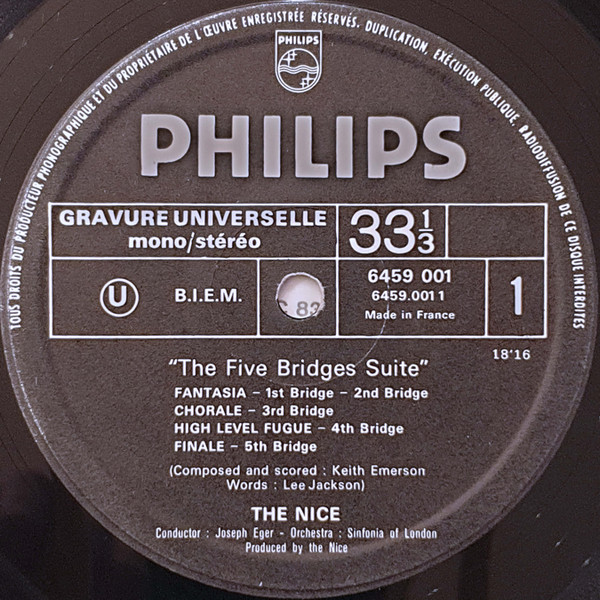 TOUS DROITS DU PRODUCTEUR PHONOGRAPHIQUE ET DU PROPRIÉTAIRE DE L'ŒUVRE ENREGISTRÉE RÉSERVÉS. DUPLICATION, EXÉCUTION PUBLIQUE, RADIODIFFUSION DE CE DISQUE INTERDITES
PHILIPS
PHILIPS
GRAVURE UNIVERSELLE
mono/stéréo
33 1/3
U
B.I.E.M.
6459 001
6459.001 1
Made in France
1
18'16
"The Five Bridges Suite"
FANTASIA – 1st Bridge – 2nd Bridge
CHORALE – 3rd Bridge
HIGH LEVEL FUGUE – 4th Bridge
FINALE – 5th Bridge
(Composed and scored : Keith Emerson
Words : Lee Jackson)
THE NICE
Conductor : Joseph Eger - Orchestra : Sinfonia of London
Produced by the Nice